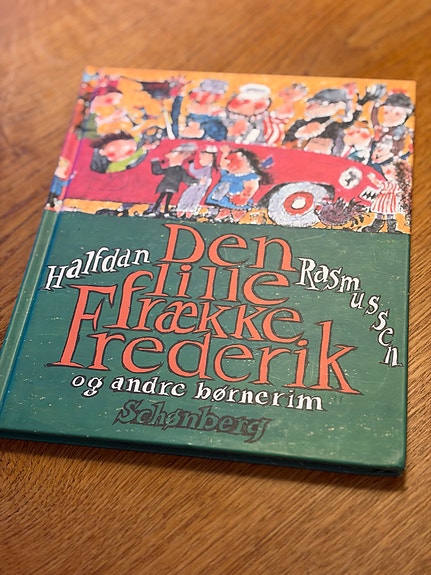 Halfdan Rasmussen
Den
lille
Frække
Frederik
og andre børnerim
Schønberg